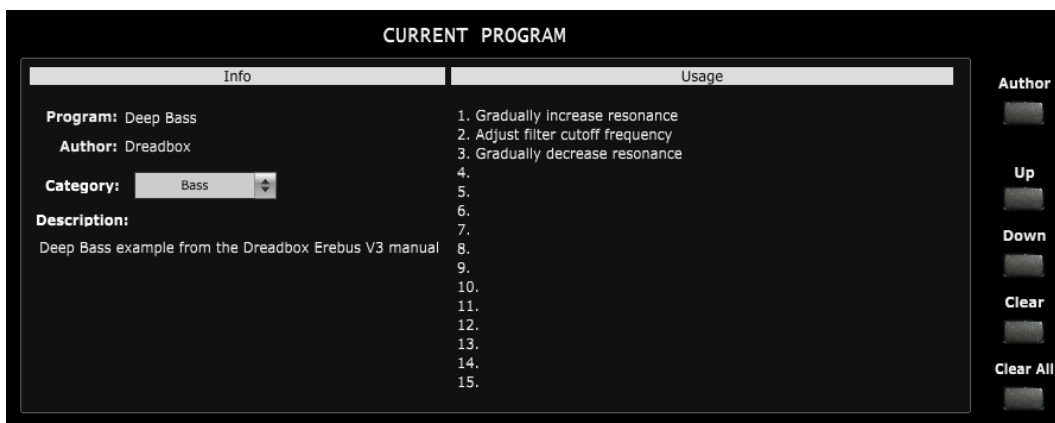 CURRENT PROGRAM
Info
Program: Deep Bass
Author: Dreadbox
Category: Bass
Description:
Deep Bass example from the Dreadbox Erebus V3 manual
Usage
1. Gradually increase resonance
2. Adjust filter cutoff frequency
3. Gradually decrease resonance
4.
5.
6.
7.
8.
9.
10.
11.
12.
13.
14.
15.
Author
Up
Down
Clear
Clear All